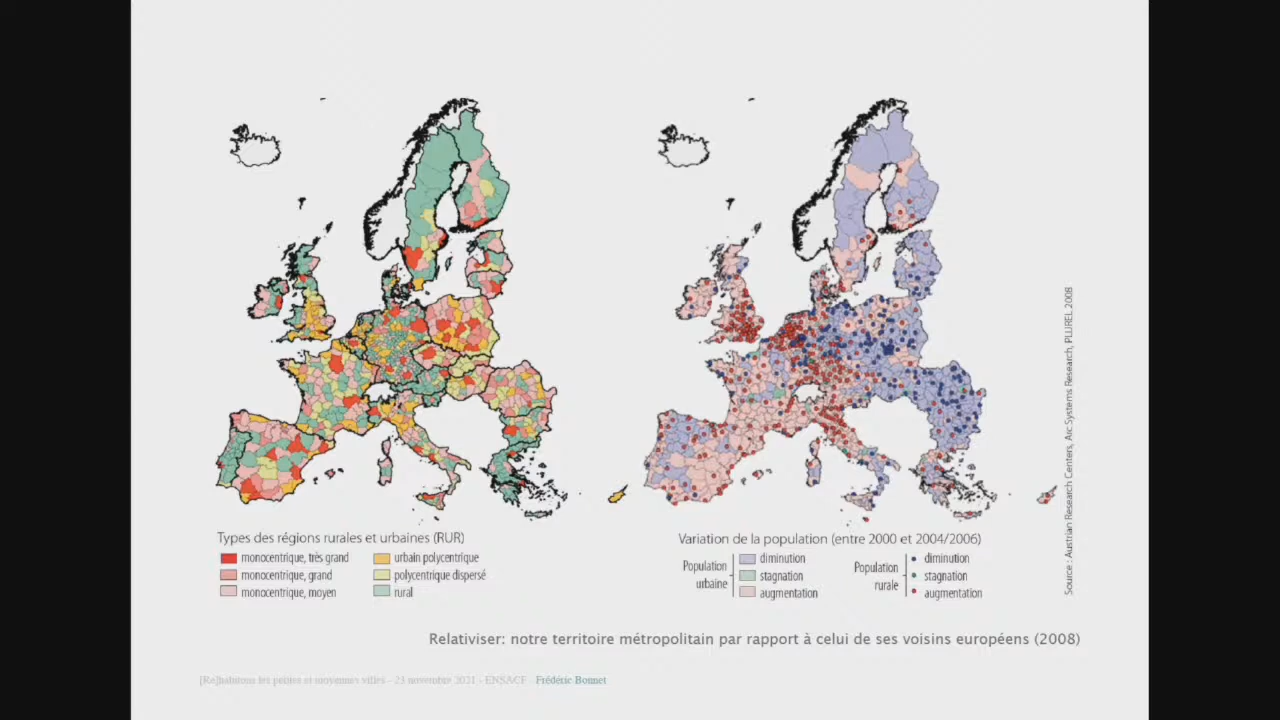 Types des régions rurales et urbaines (RUR)
monocentrique, très grand
monocentrique, grand
monocentrique, moyen
urbain polycentrique
polycentrique dispersé
rural
Variation de la population (entre 2000 et 2004/2006)
Population
urbaine
diminution
stagnation
augmentation
Population
rurale
diminution
stagnation
augmentation
Source : Austrian Research Centers, Arc Systems Research, PLUREL 2008
Relativiser: notre territoire métropolitain par rapport à celui de ses voisins européens (2008)
[Re]habitons les petites et moyennes villes - 23 novembre 2021 - ENSACF - Frédéric Bonnet